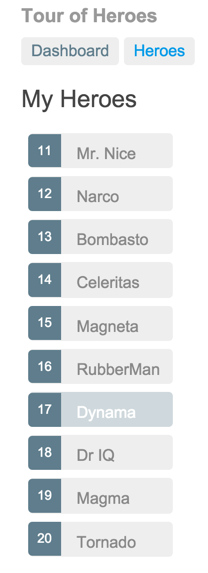 Tour of Heroes
Dashboard Heroes
My Heroes
11 Mr. Nice
12 Narco
13 Bombasto
14 Celeritas
15 Magneta
16 RubberMan
17 Dynama
18 Dr IQ
19 Magma
20 Tornado